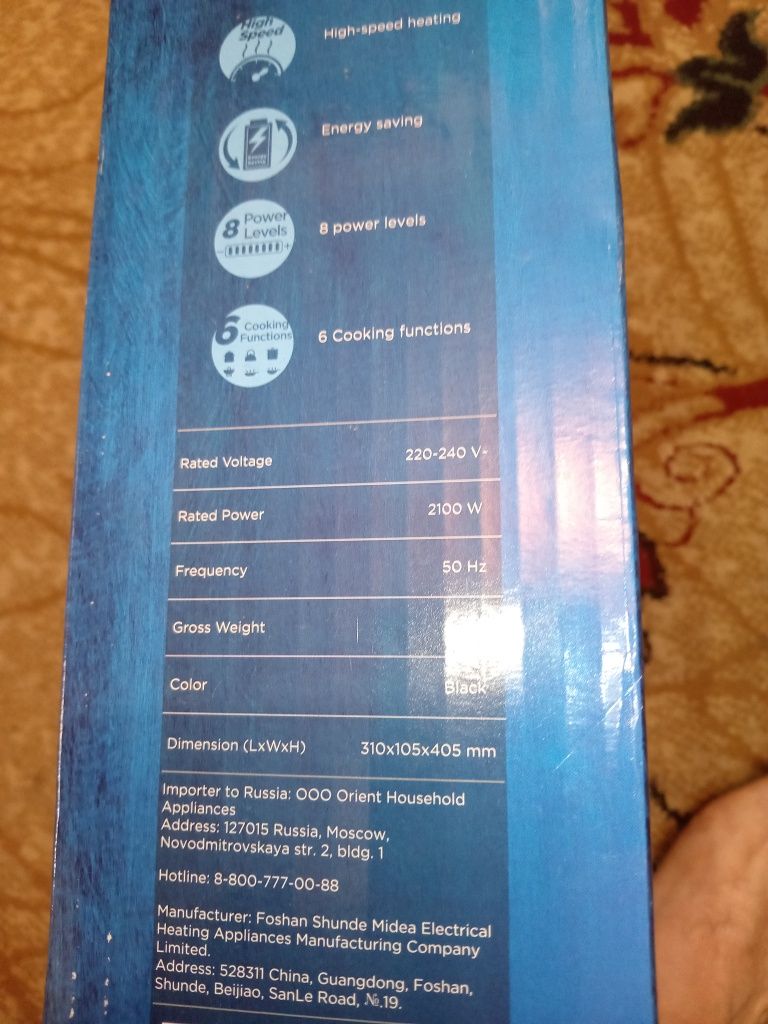 High
Speed
High-speed heating
Energy
Saving
Energy saving
8 Power
Levels
8 power levels
6 Cooking
Functions
6 Cooking functions
Rated Voltage 220-240 V~
Rated Power 2100 W
Frequency 50 Hz
Gross Weight
Color Black
Dimension (LxWxH) 310x105x405 mm
Importer to Russia: OOO Orient Household
Appliances
Address: 127015 Russia, Moscow,
Novodmitrovskaya str. 2, bldg. 1
Hotline: 8-800-777-00-88
Manufacturer: Foshan Shunde Midea Electrical
Heating Appliances Manufacturing Company
Limited.
Address: 528311 China, Guangdong, Foshan,
Shunde, Beijiao, SanLe Road, №.19.